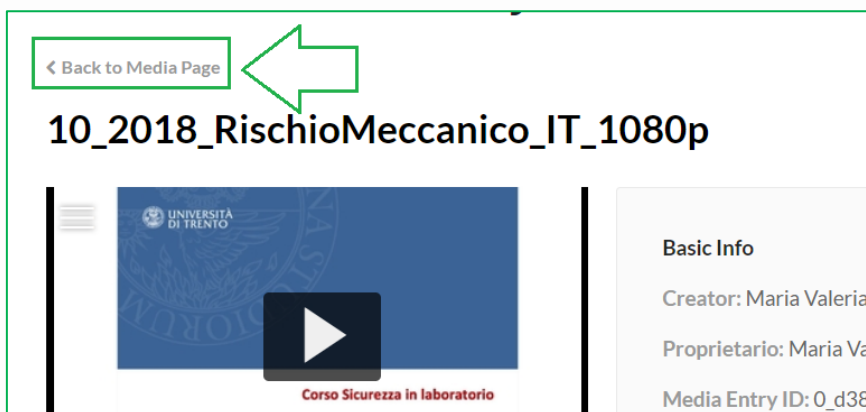 Back to Media Page
10_2018_RischioMeccanico_IT_1080p
UNIVERSITÀ
DI TRENTO
Corso Sicurezza in laboratorio
Basic Info
Creator: Maria Valeria
Proprietario: Maria
Media Entry ID: 0_d38